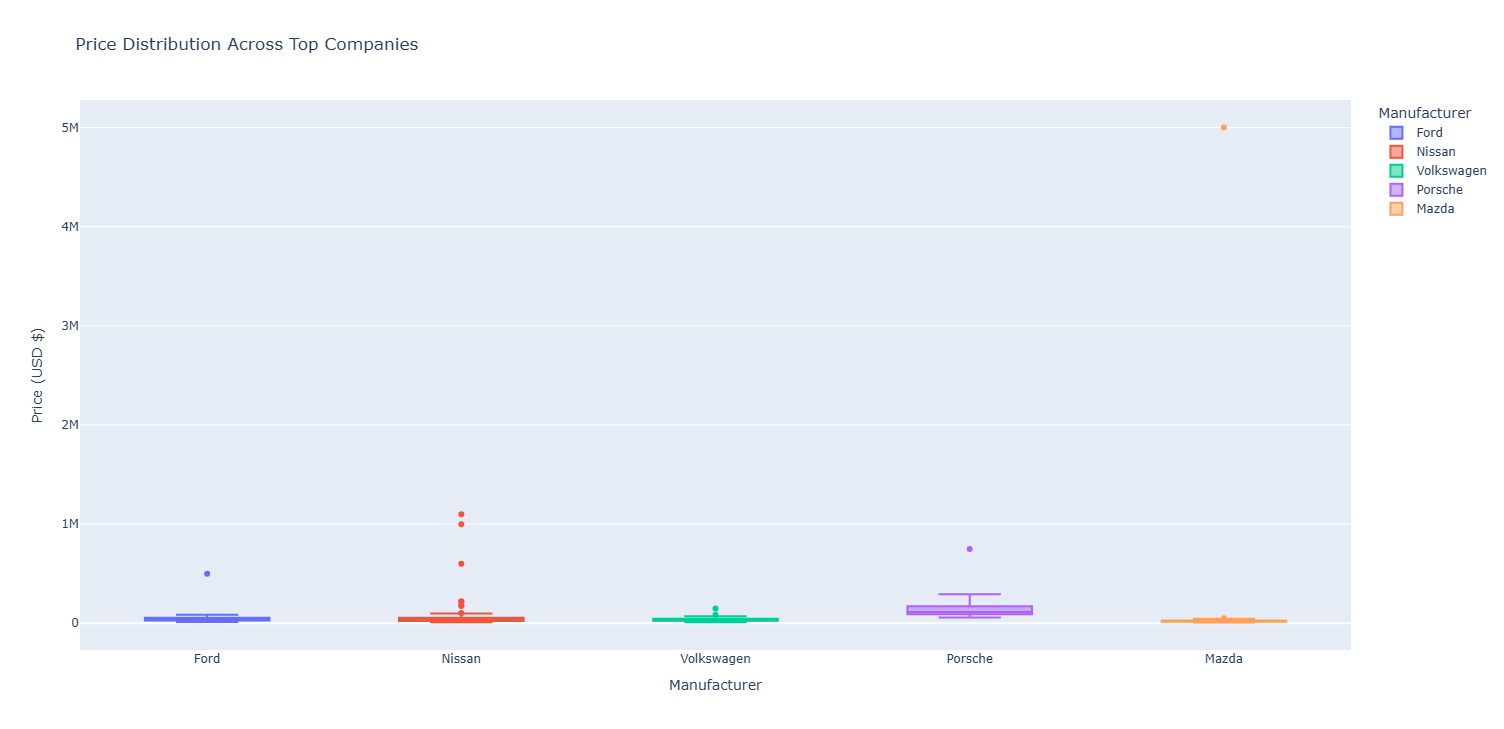 Price Distribution Across Top Companies
Manufacturer
Ford
Nissan
Volkswagen
Porsche
Mazda
5M
4M
3M
2M
1M
0
Price (USD $)
Ford Nissan Volkswagen Porsche Mazda
Manufacturer